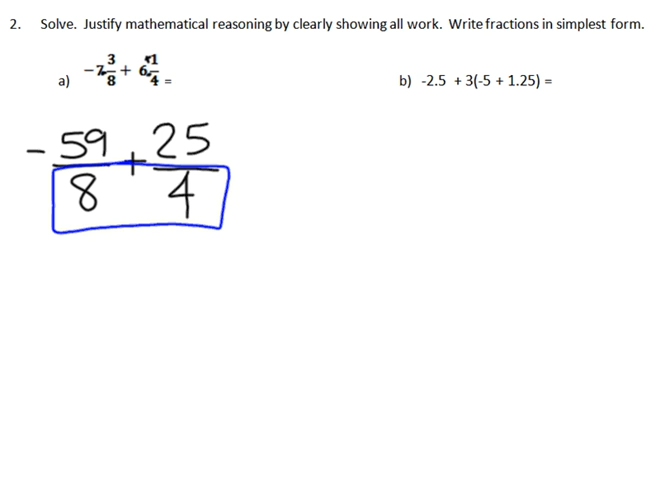 2. Solve. Justify mathematical reasoning by clearly showing all work. Write fractions in simplest form.
a) -7 3/8 + 6 1/4 =
b) -2.5 + 3(-5 + 1.25) =
- 59/8 + 25/4